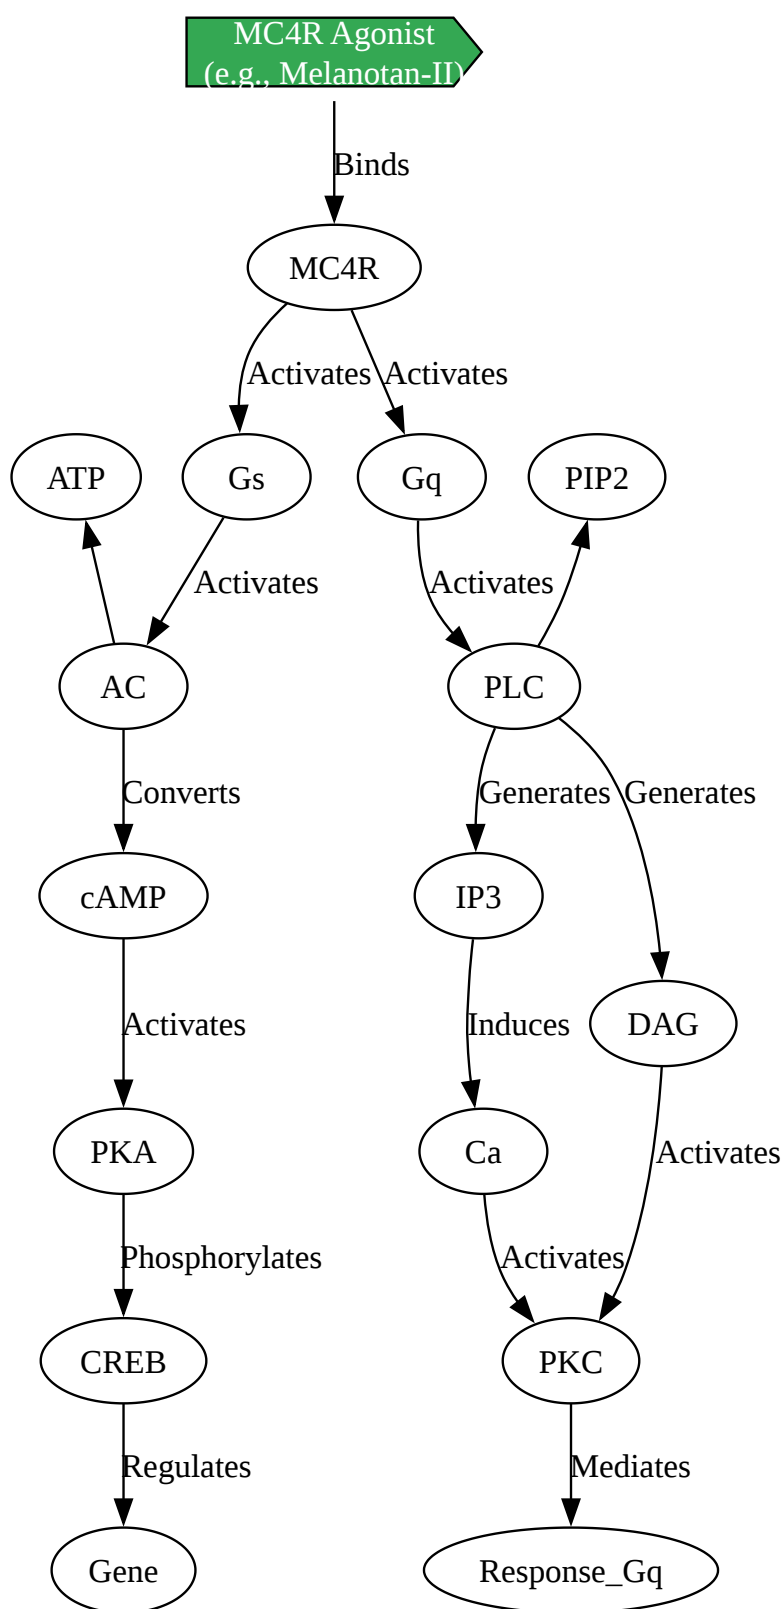 MC4R Agonist
(e.g., Melanotan-II)
Binds
MC4R
Activates
Activates
ATP
Gs
Gq
PIP2
Activates
Activates
AC
PLC
Converts
Generates
Generates
cAMP
IP3
Activates
Induces
DAG
PKA
Ca
Activates
Phosphorylates
Activates
CREB
PKC
Regulates
Mediates
Gene
Response_Gq